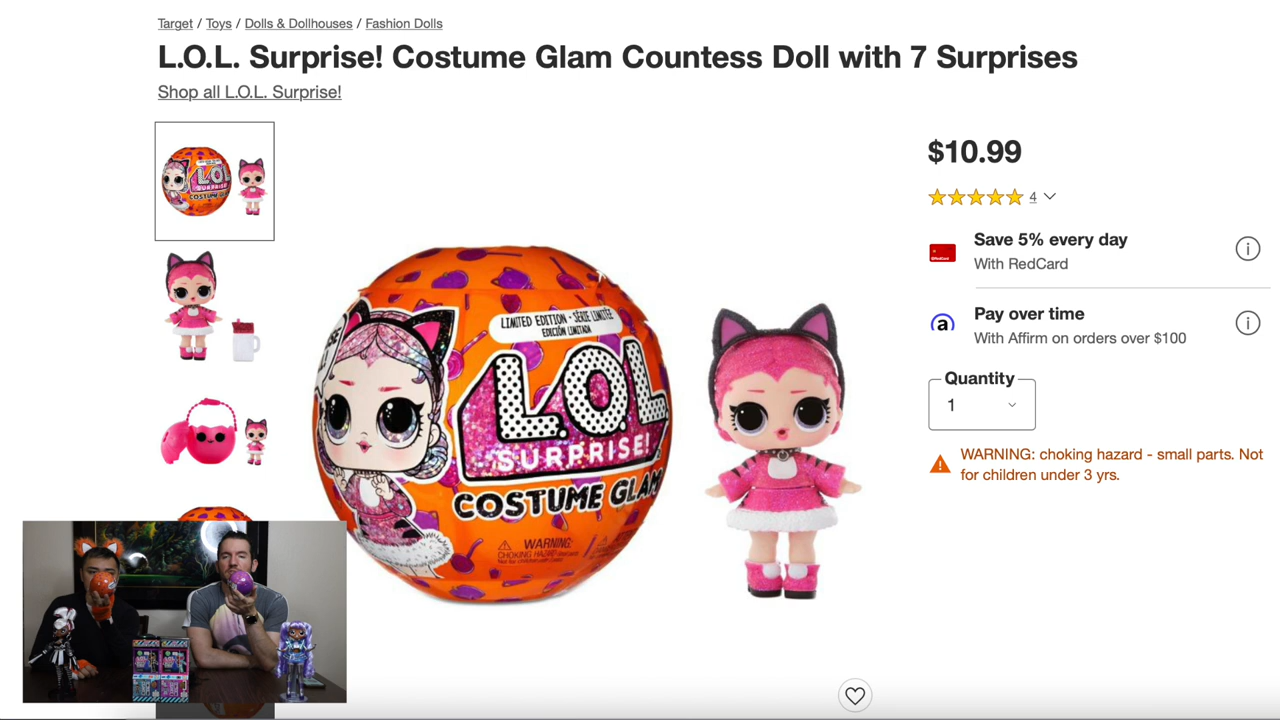 Target / Toys / Dolls & Dollhouses / Fashion Dolls
L.O.L. Surprise! Costume Glam Countess Doll with 7 Surprises
Shop all L.O.L. Surprise!
$10.99
4
Save 5% every day
With RedCard
Pay over time
With Affirm on orders over $100
Quantity
1
WARNING: choking hazard - small parts. Not
for children under 3 yrs.
LIMITED EDITION • SÉRIE LIMITÉE
EDICIÓN LIMITADA
L.O.L.
SURPRISE!
COSTUME GLAM
WARNING:
CHOKING HAZARD